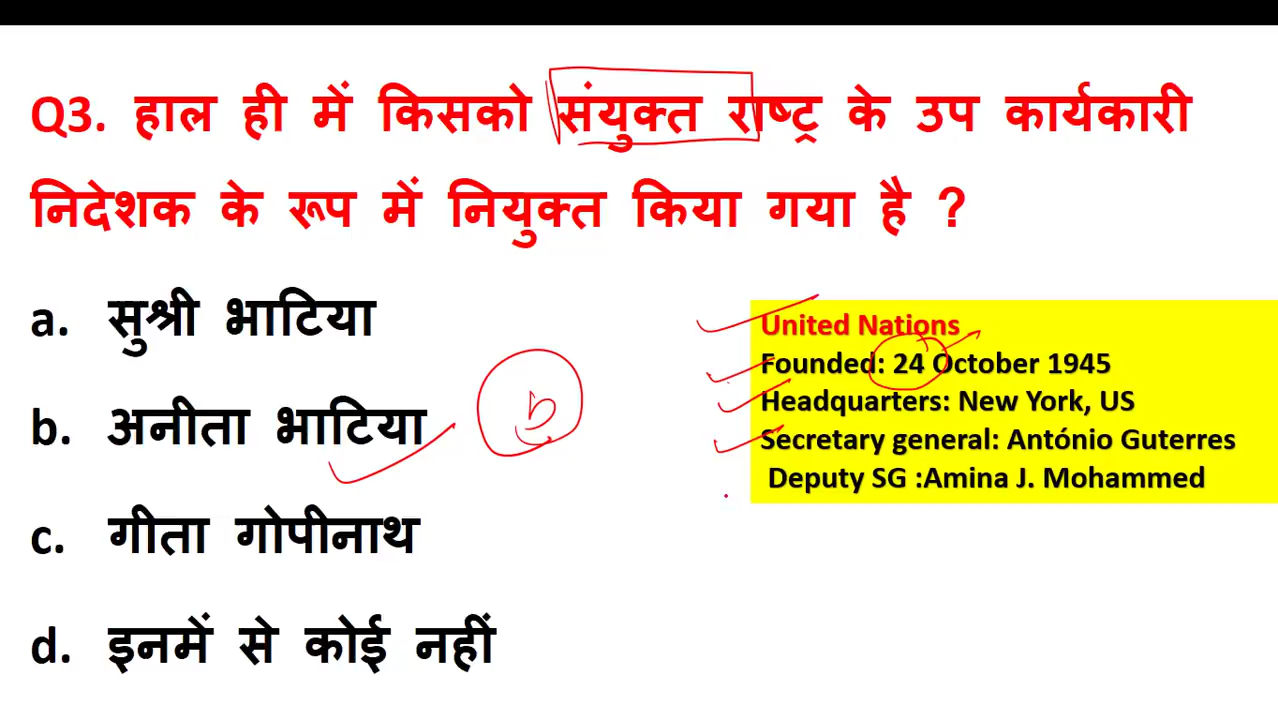 Q3. हाल ही में किसको संयुक्त राष्ट्र के उप कार्यकारी
निदेशक के रूप में नियुक्त किया गया है ?
a. सुश्री भाटिया
b. अनीता भाटिया
b
c. गीता गोपीनाथ
d. इनमें से कोई नहीं
United Nations
Founded: 24 October 1945
Headquarters: New York, US
Secretary general: António Guterres
Deputy SG :Amina J. Mohammed